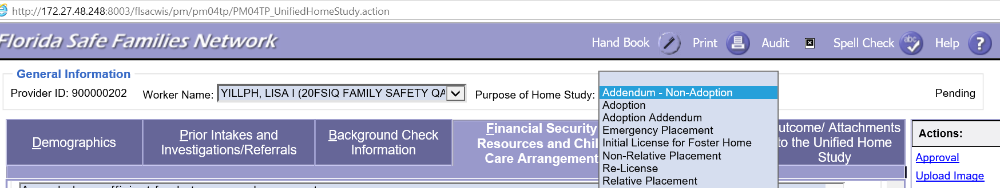 http://172.27.48.248:8003/flsacwis/pm/pm04tp/PM04TP_UnifiedHomeStudy.action
Florida Safe Families Network
Hand Book Print Audit Spell Check abc Help ?
General Information
Provider ID: 900000202 Worker Name: YILLPH, LISA I (20FSIQ FAMILY SAFETY QA Purpose of Home Study: Pending
Addendum - Non-Adoption
Adoption
Adoption Addendum
Emergency Placement
Initial License for Foster Home
Non-Relative Placement
Re-License
Relative Placement
Demographics
Prior Intakes and
Investigations/Referrals
Background Check
Information
Financial Security
Resources and Chil
Care Arrangement
utcome/ Attachments
to the Unified Home
Study
Actions:
Approval
Upload Image